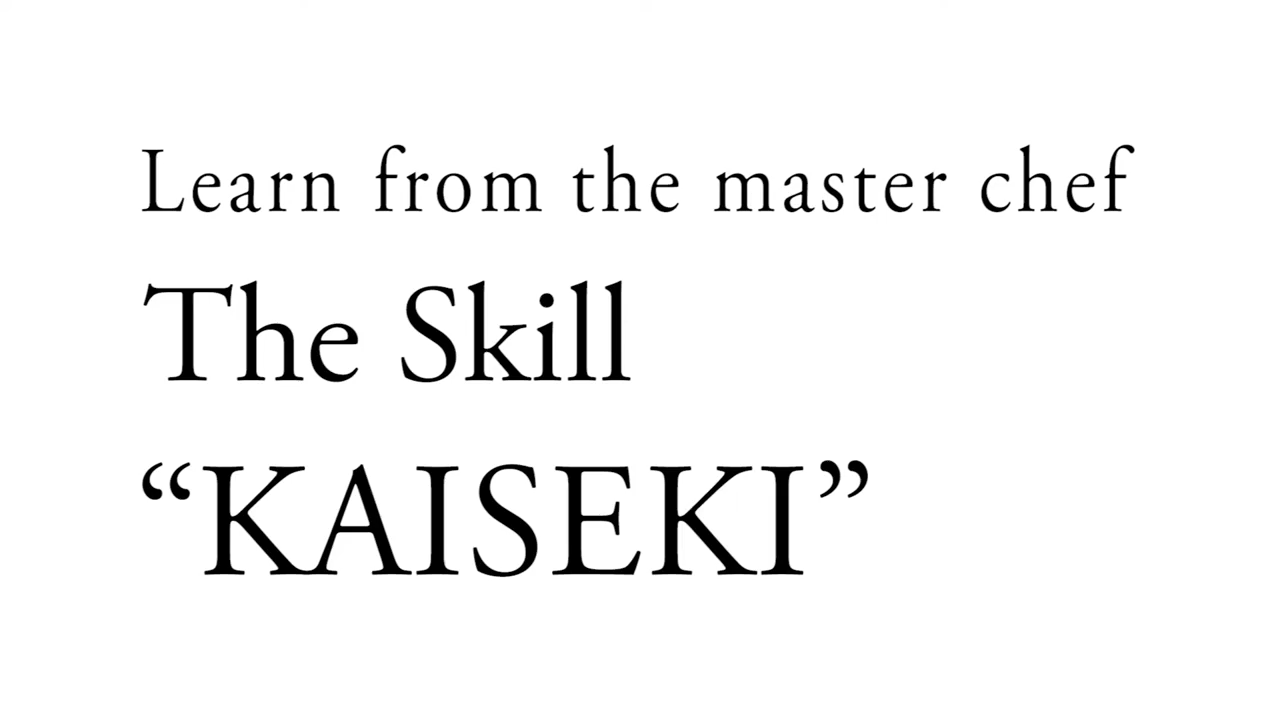 Learn from the master chef
The Skill
“KAISEKI”